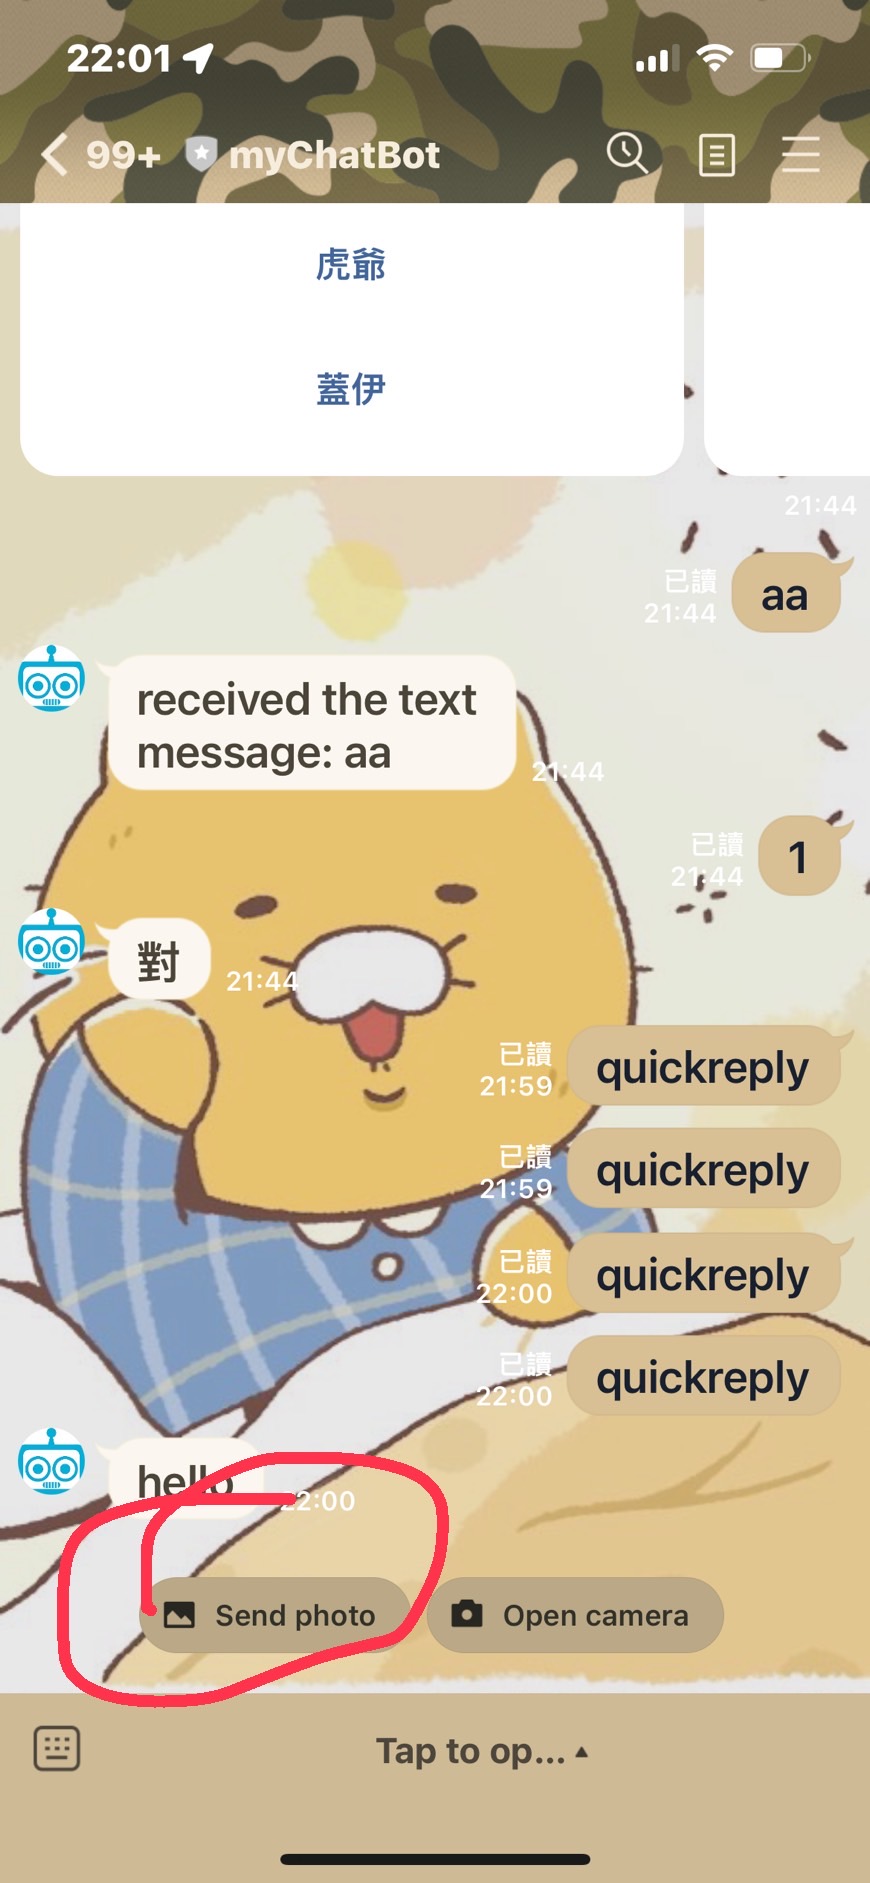 22:01
99+ myChatBot
虎爺
蓋伊
21:44
已讀
21:44
aa
received the text
message: aa
21:44
已讀
21:44
1
對
21:44
已讀
21:59
quickreply
已讀
21:59
quickreply
已讀
22:00
quickreply
已讀
22:00
quickreply
hello
22:00
Send photo
Open camera
Tap to op...